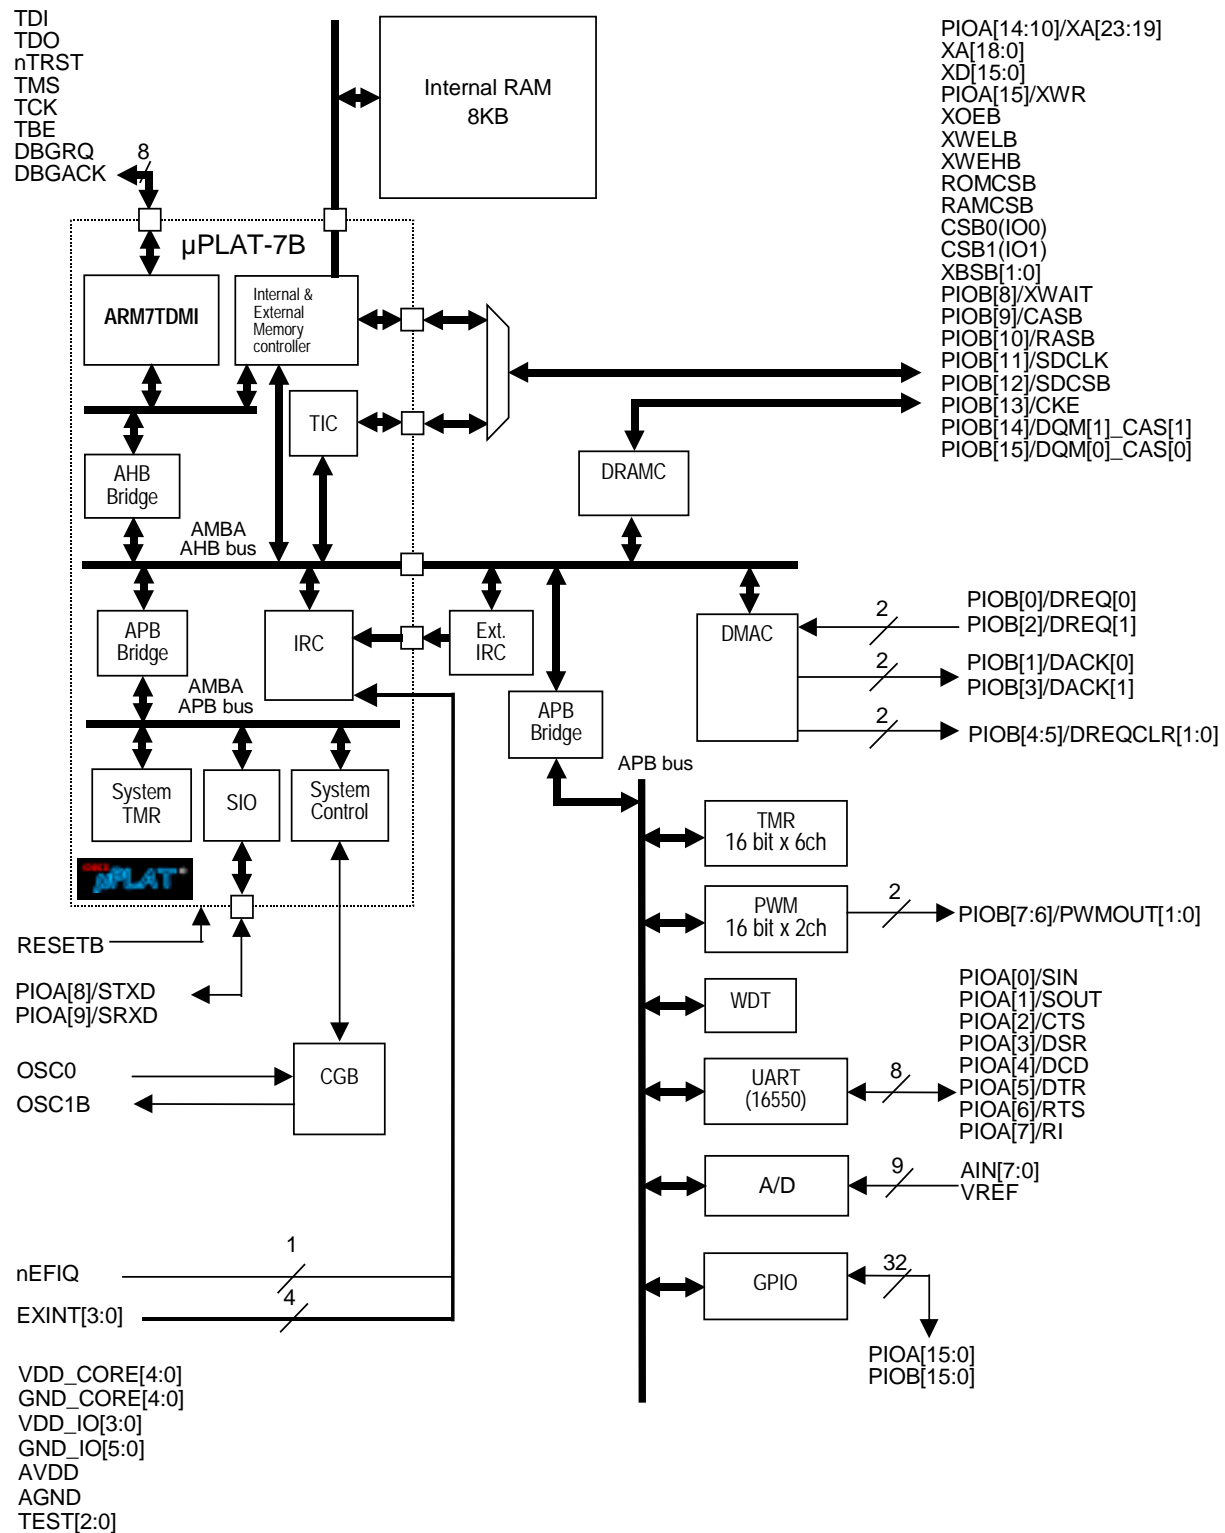 TDI
TDO
nTRST
TMS
TCK
TBE
DBGRQ
DBGACK
8
Internal RAM
8KB
PIOA[14:10]/XA[23:19]
XA[18:0]
XD[15:0]
PIOA[15]/XWR
XOEB
XWELB
XWEHB
ROMCSB
RAMCSB
CSB0(IO0)
CSB1(IO1)
XBSB[1:0]
PIOB[8]/XWAIT
PIOB[9]/CASB
PIOB[10]/RASB
PIOB[11]/SDCLK
PIOB[12]/SDCSB
PIOB[13]/CKE
PIOB[14]/DQM[1]_CAS[1]
PIOB[15]/DQM[0]_CAS[0]
µPLAT-7B
ARM7TDMI
Internal &
External
Memory
controller
TIC
AHB
Bridge
DRAMC
AMBA
AHB bus
APB
Bridge
IRC
Ext.
IRC
DMAC
2
PIOB[0]/DREQ[0]
PIOB[2]/DREQ[1]
2
PIOB[1]/DACK[0]
PIOB[3]/DACK[1]
2
PIOB[4:5]/DREQCLR[1:0]
AMBA
APB bus
APB
Bridge
APB bus
System
TMR
SIO
System
Control
µPLAT
TMR
16 bit x 6ch
PWM
16 bit x 2ch
2
PIOB[7:6]/PWMOUT[1:0]
RESETB
PIOA[8]/STXD
PIOA[9]/SRXD
WDT
OSC0
OSC1B
CGB
UART
(16550)
8
PIOA[0]/SIN
PIOA[1]/SOUT
PIOA[2]/CTS
PIOA[3]/DSR
PIOA[4]/DCD
PIOA[5]/DTR
PIOA[6]/RTS
PIOA[7]/RI
A/D
9
AIN[7:0]
VREF
nEFIQ
1
EXINT[3:0]
4
GPIO
32
PIOA[15:0]
PIOB[15:0]
VDD_CORE[4:0]
GND_CORE[4:0]
VDD_IO[3:0]
GND_IO[5:0]
AVDD
AGND
TEST[2:0]